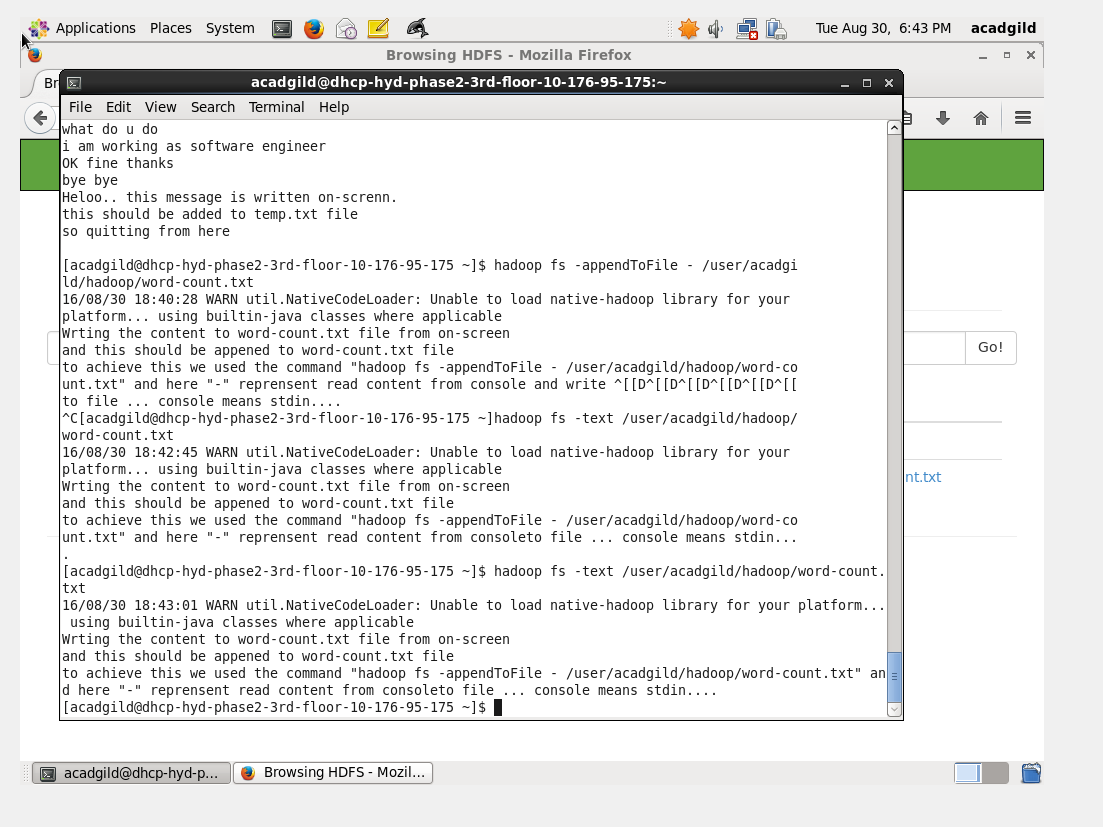 Applications Places System Tue Aug 30, 6:43 PM acadgild
Browsing HDFS - Mozilla Firefox
Br
acadgild@dhcp-hyd-phase2-3rd-floor-10-176-95-175:~
File Edit View Search Terminal Help
what do u do
i am working as software engineer
OK fine thanks
bye bye
Heloo.. this message is written on-screnn.
this should be added to temp.txt file
so quitting from here
[acadgild@dhcp-hyd-phase2-3rd-floor-10-176-95-175 ~]$ hadoop fs -appendToFile - /user/acadgi
ld/hadoop/word-count.txt
16/08/30 18:40:28 WARN util.NativeCodeLoader: Unable to load native-hadoop library for your
platform... using builtin-java classes where applicable
Wrting the content to word-count.txt file from on-screen
and this should be appened to word-count.txt file
to achieve this we used the command "hadoop fs -appendToFile - /user/acadgild/hadoop/word-co
unt.txt" and here "-" reprensent read content from console and write ^[[D^[[D^[[D^[[D^[[D^[[
to file ... console means stdin....
^C[acadgild@dhcp-hyd-phase2-3rd-floor-10-176-95-175 ~]hadoop fs -text /user/acadgild/hadoop/
word-count.txt
16/08/30 18:42:45 WARN util.NativeCodeLoader: Unable to load native-hadoop library for your
platform... using builtin-java classes where applicable
Wrting the content to word-count.txt file from on-screen
and this should be appened to word-count.txt file
to achieve this we used the command "hadoop fs -appendToFile - /user/acadgild/hadoop/word-co
unt.txt" and here "-" reprensent read content from consoleto file ... console means stdin...
.
[acadgild@dhcp-hyd-phase2-3rd-floor-10-176-95-175 ~]$ hadoop fs -text /user/acadgild/hadoop/word-count.
txt
16/08/30 18:43:01 WARN util.NativeCodeLoader: Unable to load native-hadoop library for your platform...
using builtin-java classes where applicable
Wrting the content to word-count.txt file from on-screen
and this should be appened to word-count.txt file
to achieve this we used the command "hadoop fs -appendToFile - /user/acadgild/hadoop/word-count.txt" an
d here "-" reprensent read content from consoleto file ... console means stdin....
[acadgild@dhcp-hyd-phase2-3rd-floor-10-176-95-175 ~]$
Go!
nt.txt
acadgild@dhcp-hyd-p... Browsing HDFS - Mozil...